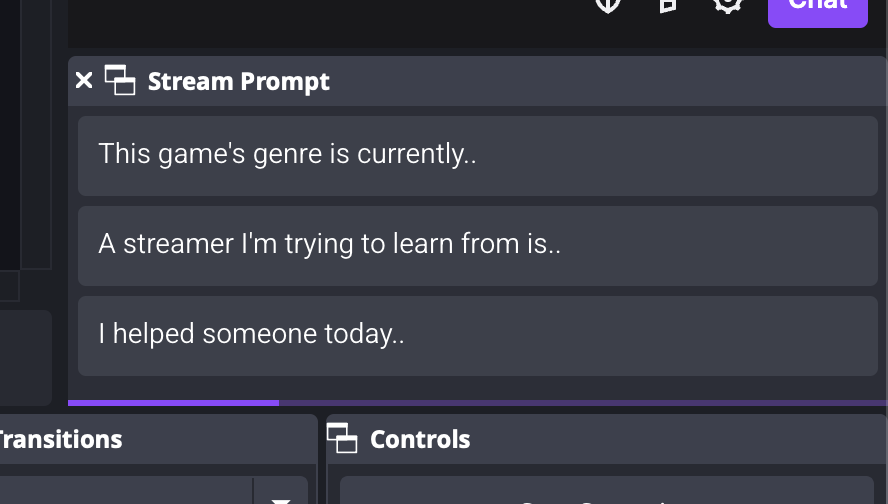 Chat
Stream Prompt
This game's genre is currently..
A streamer I'm trying to learn from is..
I helped someone today..
Transitions
Controls